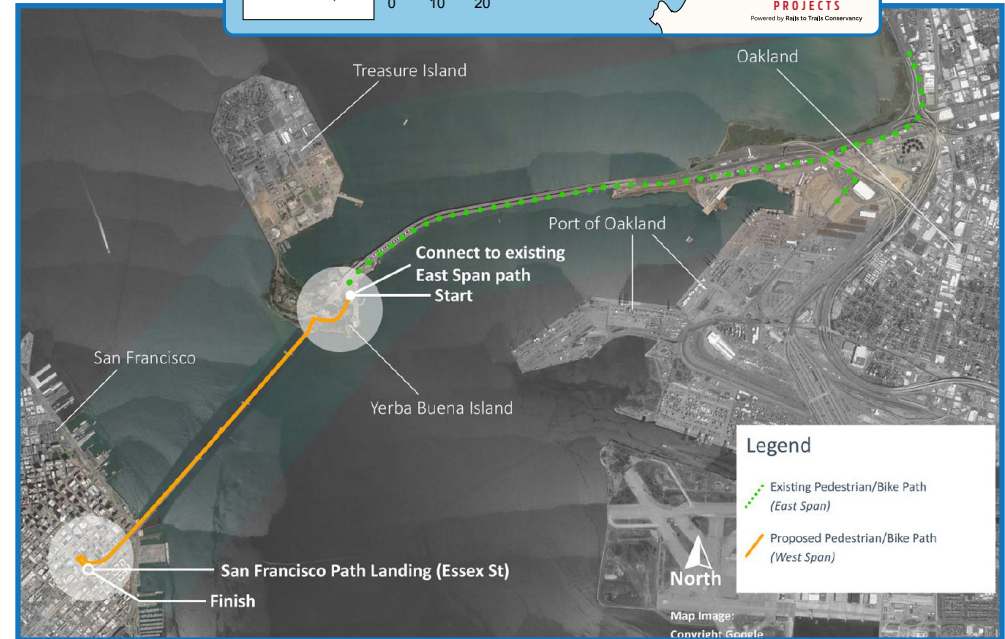 0 10 20
PROJECTS
Powered by Rails to Trails Conservancy
Treasure Island
Oakland
Port of Oakland
Connect to existing
East Span path
Start
San Francisco
Yerba Buena Island
Legend
Existing Pedestrian/Bike Path
(East Span)
Proposed Pedestrian/Bike Path
(West Span)
San Francisco Path Landing (Essex St)
Finish
North
Map Image:
Copyright Google